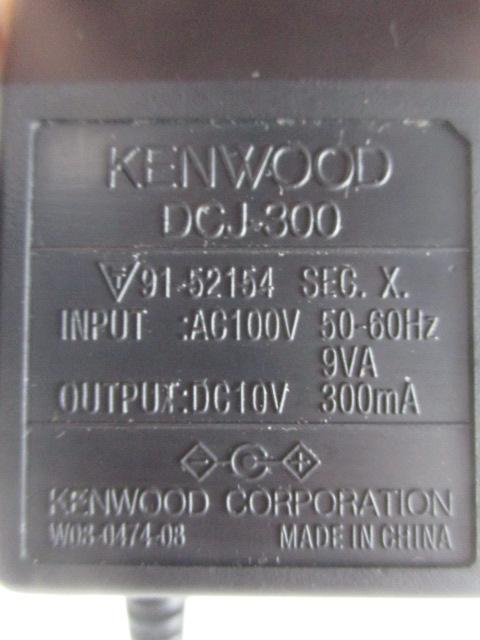 KENWOOD
DCJ-300
T 91-52154 SEC. X.
INPUT :AC100V 50-60Hz
9VA
OUTPUT:DC10V 300mA
KENWOOD CORPORATION
W08-0474-08 MADE IN CHINA